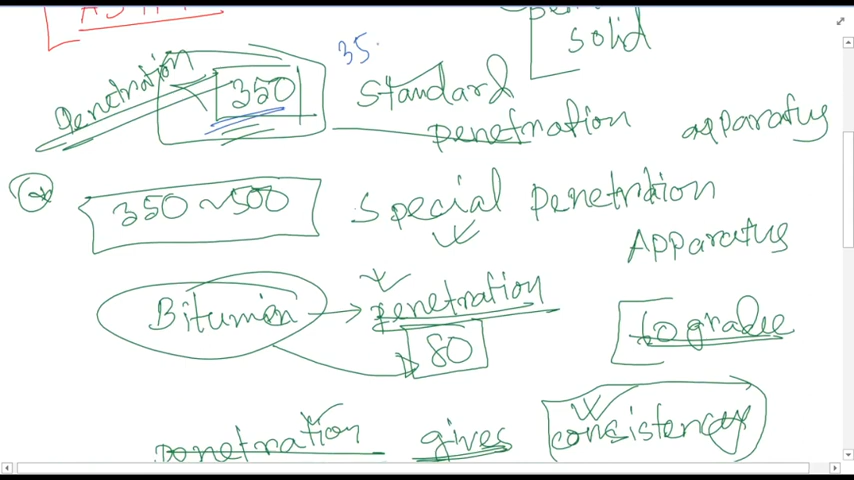 solid
35
Penetration 350 Standard
penetration apparatus
350 ~ 500 Special Penetration
Apparatus
Bitumen → penetration
80 to grade
penetration gives consistency